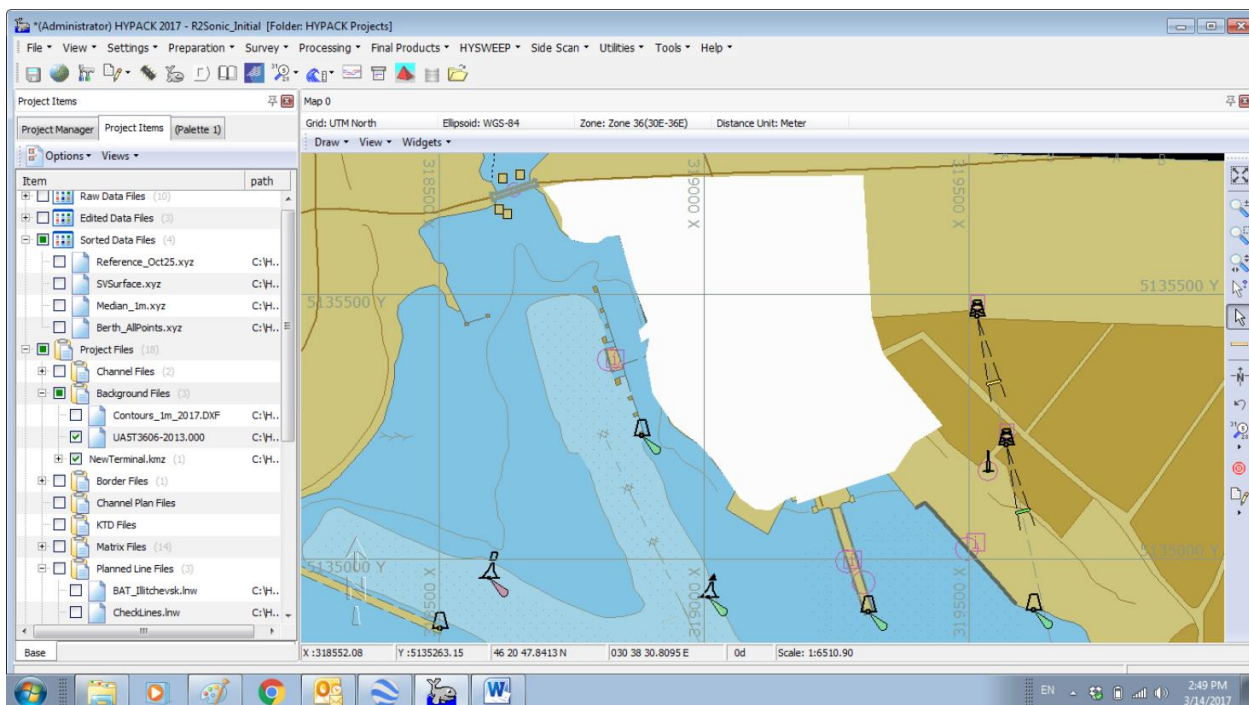 *(Administrator) HYPACK 2017 - R2Sonic_Initial [Folder: HYPACK Projects]
File View Settings Preparation Survey Processing Final Products HYSWEEP Side Scan Utilities Tools Help
Project Items
Project Manager Project Items (Palette 1)
Options Views
Item path
Raw Data Files (10)
Edited Data Files (3)
Sorted Data Files (4)
Reference_Oct25.xyz C:\H..
SVSurface.xyz C:\H..
Median_1m.xyz C:\H..
Berth_AllPoints.xyz C:\H..
Project Files (18)
Channel Files (2)
Background Files (3)
Contours_1m_2017.DXF C:\H..
UA5T3606-2013.000 C:\H..
NewTerminal.kmz (1) C:\H..
Border Files (1)
Channel Plan Files
KTD Files
Matrix Files (14)
Planned Line Files (3)
BAT_Illitchevsk.lnw C:\H..
CheckLines.lnw C:\H..
Base
Map 0
Grid: UTM North Ellipsoid: WGS-84 Zone: Zone 36(30E-36E) Distance Unit: Meter
Draw View Widgets
318500 X 319000 X 319500 X
5135500 Y 5135500 Y
5135000 Y 5135000 Y
318500 X 319000 X 319500 X
N
X :318552.08 Y :5135263.15 46 20 47.8413 N 030 38 30.8095 E 0d Scale: 1:6510.90
EN 2:49 PM
3/14/2017